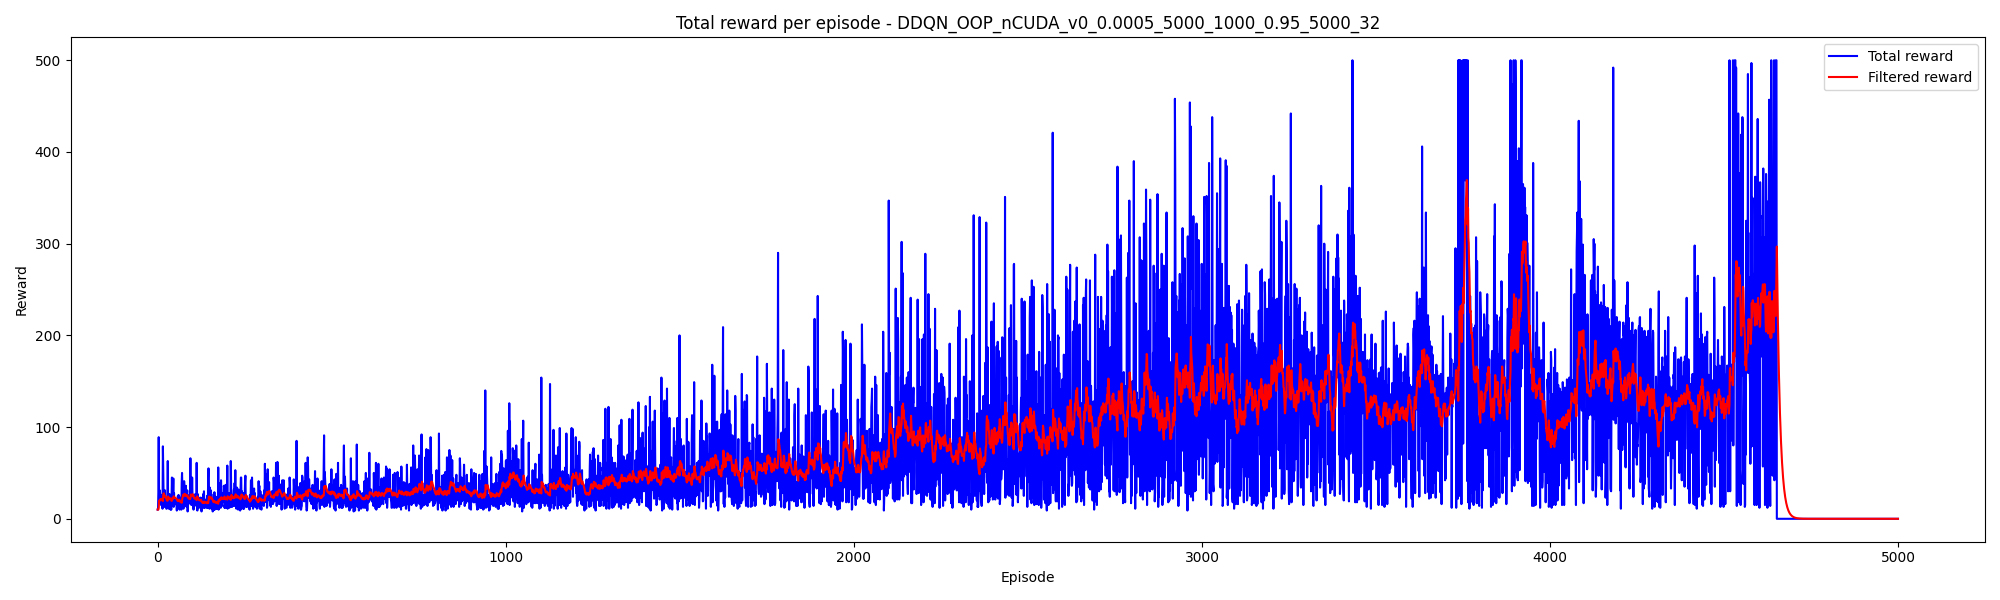 Total reward per episode - DDQN_OOP_nCUDA_v0_0.0005_5000_1000_0.95_5000_32
500
400
300
200
100
0
Reward
Total reward
Filtered reward
0
1000
2000
3000
4000
5000
Episode